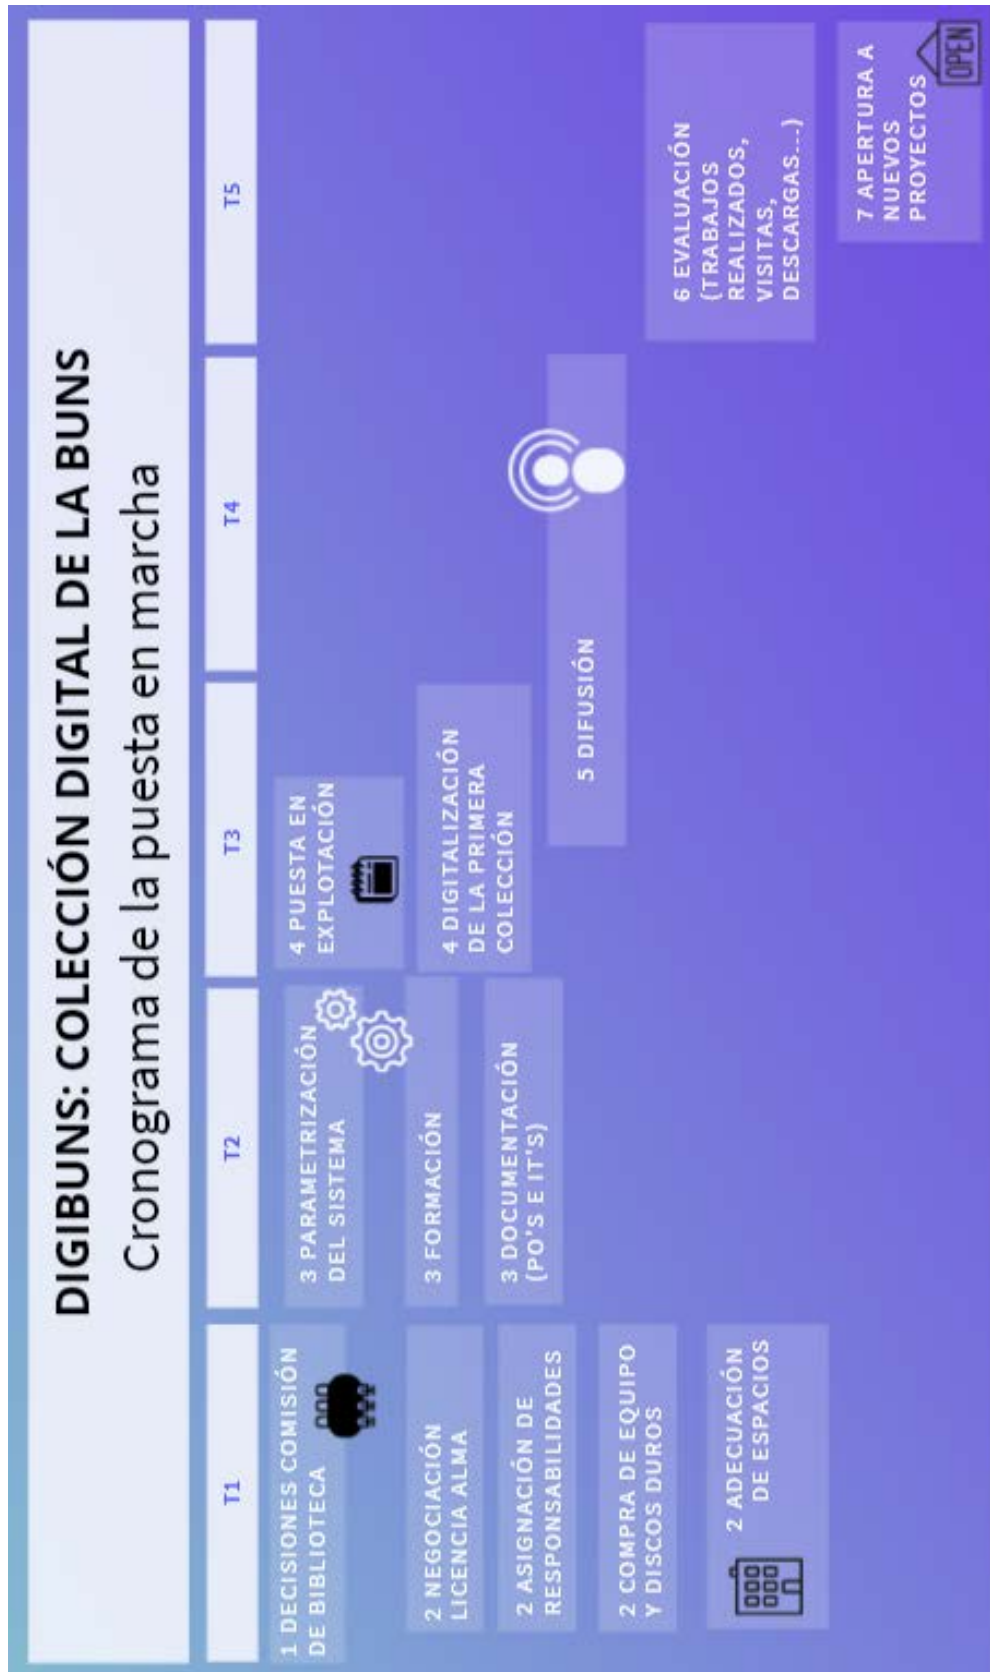 DIGIBUNS: COLECCIÓN DIGITAL DE LA BUNS
Cronograma de la puesta en marcha
T1
T2
T3
T4
T5
1 DECISIONES COMISIÓN
DE BIBLIOTECA
2 NEGOCIACIÓN
LICENCIA ALMA
2 ASIGNACIÓN DE
RESPONSABILIDADES
2 COMPRA DE EQUIPO
Y DISCOS DUROS
2 ADECUACIÓN
DE ESPACIOS
3 PARAMETRIZACIÓN
DEL SISTEMA
3 FORMACIÓN
3 DOCUMENTACIÓN
(PO'S E IT'S)
4 PUESTA EN
EXPLOTACIÓN
4 DIGITALIZACIÓN
DE LA PRIMERA
COLECCIÓN
5 DIFUSIÓN
6 EVALUACIÓN
(TRABAJOS
REALIZADOS,
VISITAS,
DESCARGAS...)
7 APERTURA A
NUEVOS
PROYECTOS
OPEN